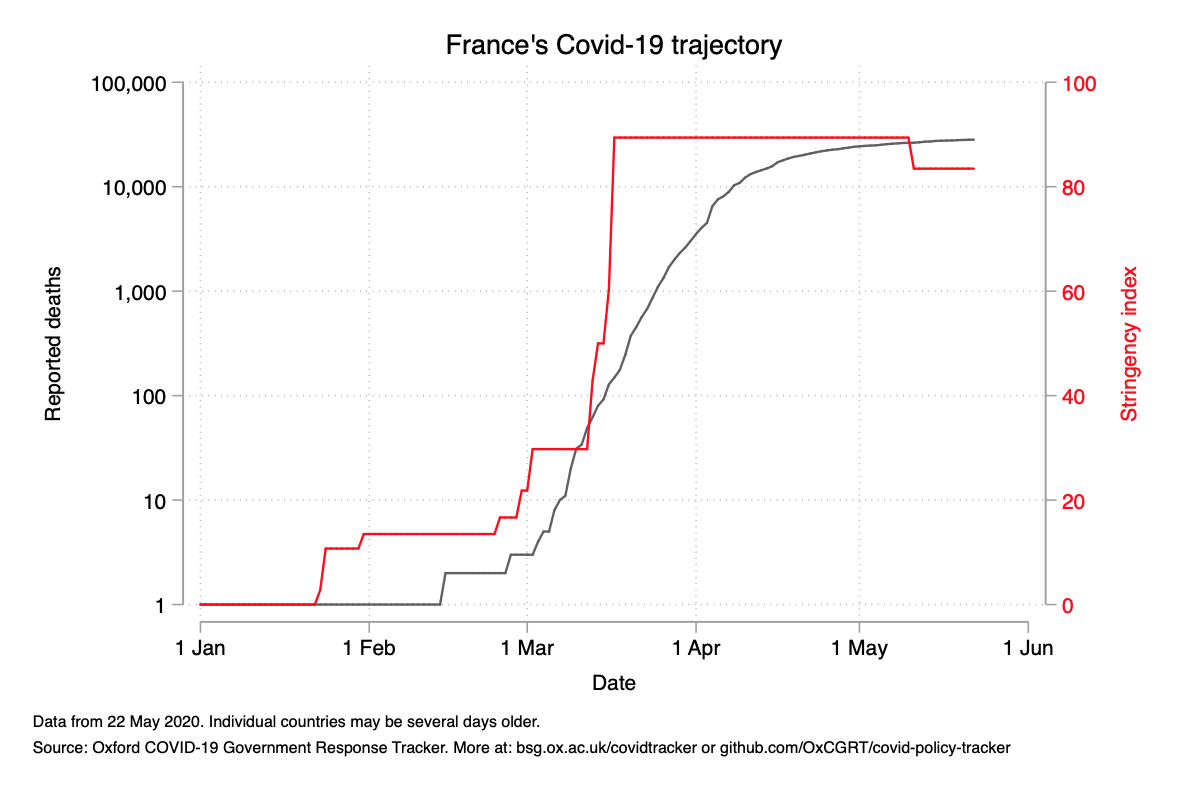 France's Covid-19 trajectory
100,000
10,000
1,000
100
10
1
Reported deaths
100
80
60
40
20
0
Stringency index
1 Jan
1 Feb
1 Mar
1 Apr
1 May
1 Jun
Date
Data from 22 May 2020. Individual countries may be several days older.
Source: Oxford COVID-19 Government Response Tracker. More at: bsg.ox.ac.uk/covidtracker or github.com/OxCGRT/covid-policy-tracker